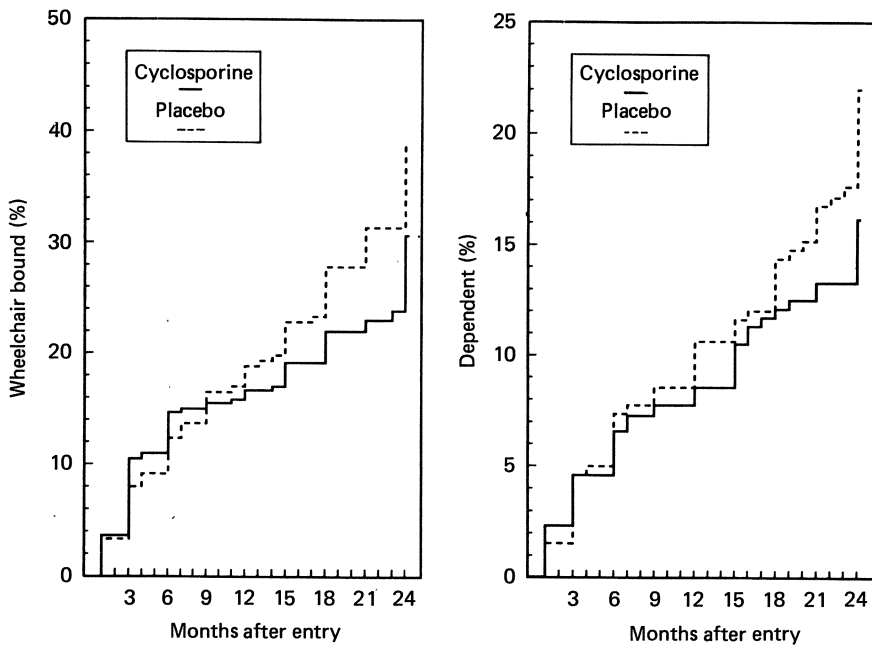 50
40
30
20
10
0
Wheelchair bound (%)
Cyclosporine
Placebo
3 6 9 12 15 18 21 24
Months after entry
25
20
15
10
5
0
Dependent (%)
Cyclosporine
Placebo
3 6 9 12 15 18 21 24
Months after entry